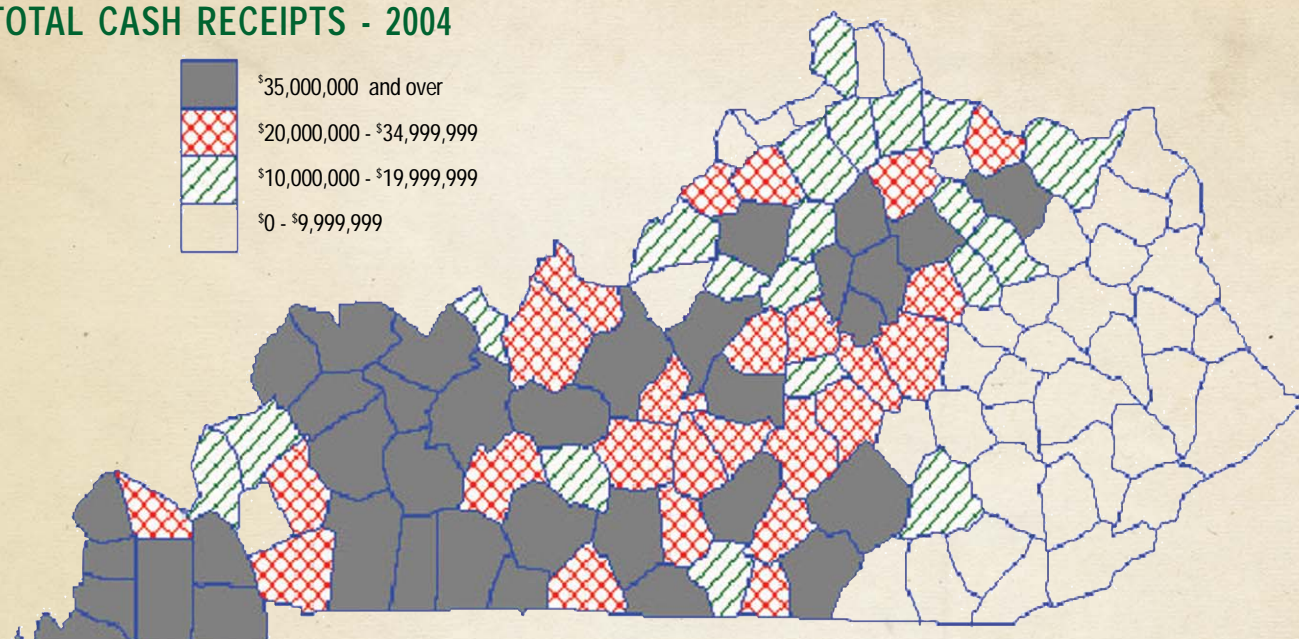 TOTAL CASH RECEIPTS - 2004
$35,000,000 and over
$20,000,000 - $34,999,999
$10,000,000 - $19,999,999
$0 - $9,999,999